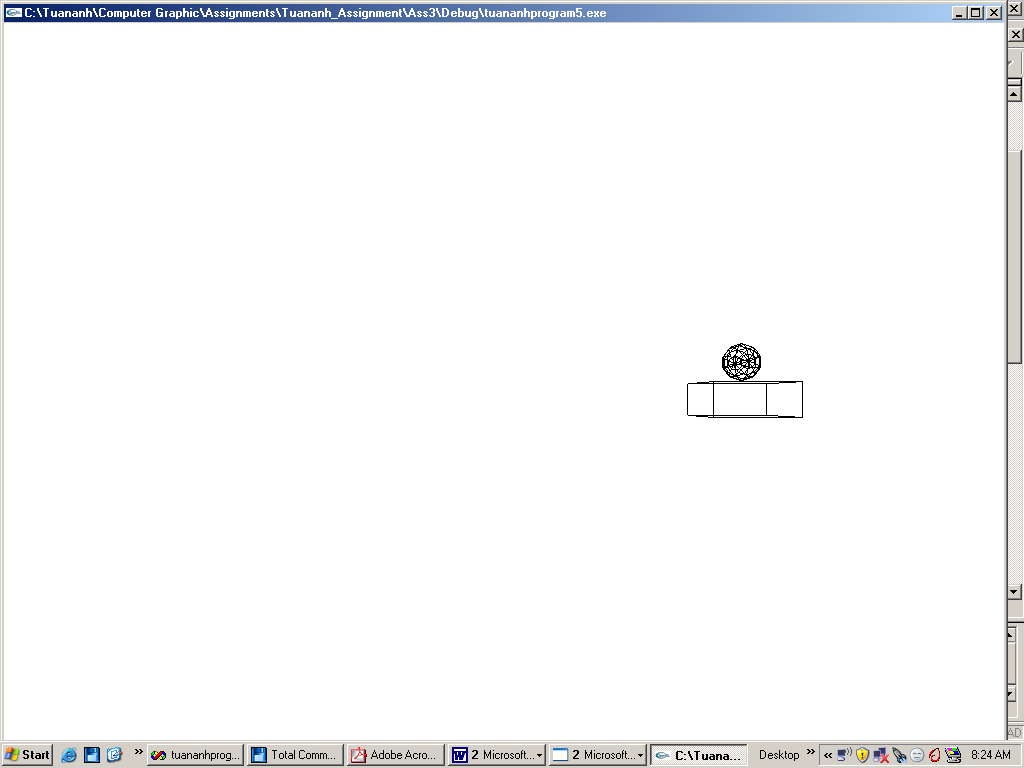 C:\Tuananh\Computer Graphic\Assignments\Tuananh_Assignment\Ass3\Debug\tuananhprogram5.exe
AD
Start » tuananhprog... Total Comm... Adobe Acro... 2 Microsoft... 2 Microsoft... C:\Tuana... Desktop » « 8:24 AM